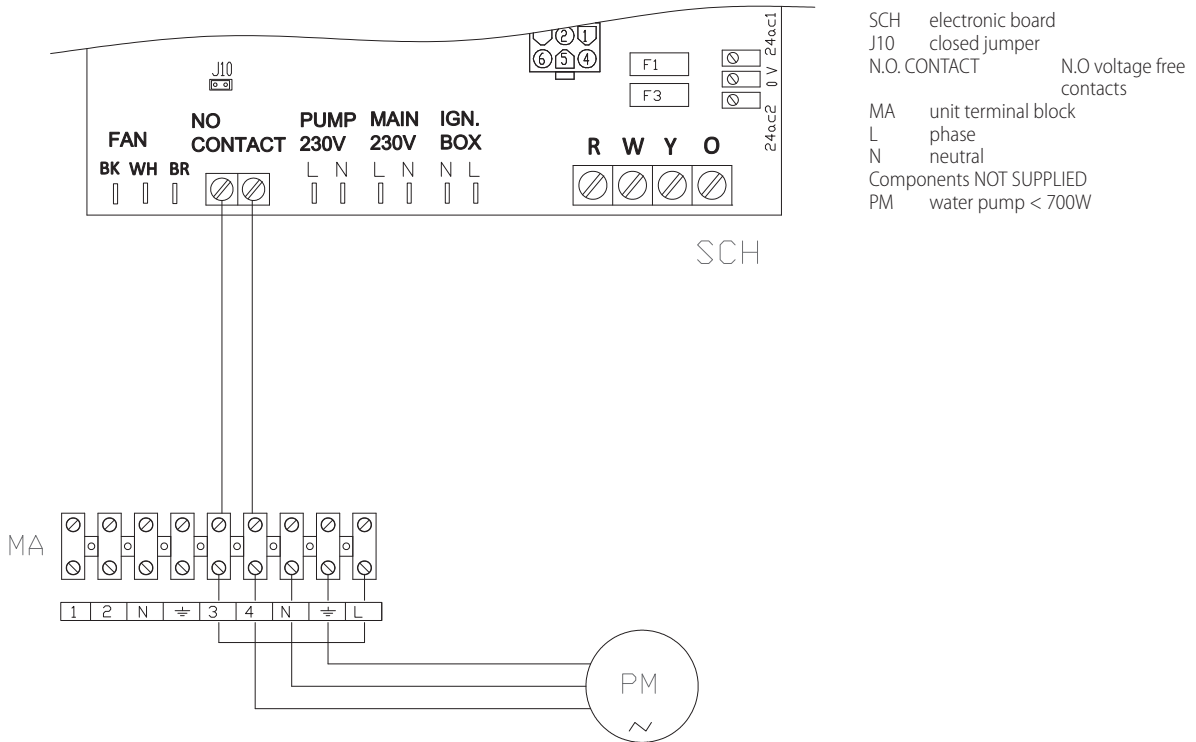 J10
2 1
6 5 4
F1
F3
24ac1
0 V
24ac2
FAN
BK WH BR
NO
CONTACT
PUMP
230V
L N
MAIN
230V
L N
IGN.
BOX
N L
R W Y O
SCH
MA
1 2 N ⏚ 3 4 N ⏚ L
PM
~
SCH electronic board
J10 closed jumper
N.O. CONTACT N.O voltage free
contacts
MA unit terminal block
L phase
N neutral
Components NOT SUPPLIED
PM water pump < 700W